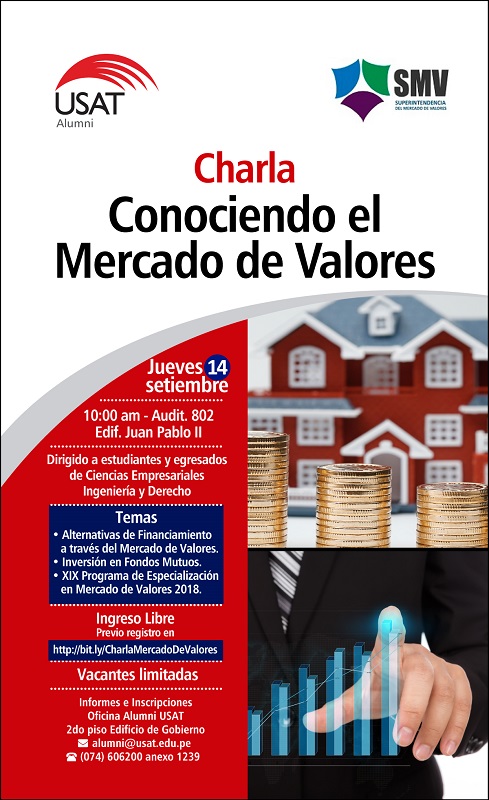 USAT
Alumni
SMV
SUPERINTENDENCIA
DEL MERCADO DE VALORES
Charla
Conociendo el
Mercado de Valores
Jueves 14
setiembre
10:00 am - Audit. 802
Edif. Juan Pablo II
Dirigido a estudiantes y egresados
de Ciencias Empresariales
Ingeniería y Derecho
Temas
• Alternativas de Financiamiento
a través del Mercado de Valores.
• Inversión en Fondos Mutuos.
• XIX Programa de Especialización
en Mercado de Valores 2018.
Ingreso Libre
Previo registro en
http://bit.ly/CharlaMercadoDeValores
Vacantes limitadas
Informes e Inscripciones
Oficina Alumni USAT
2do piso Edificio de Gobierno
alumni@usat.edu.pe
(074) 606200 anexo 1239